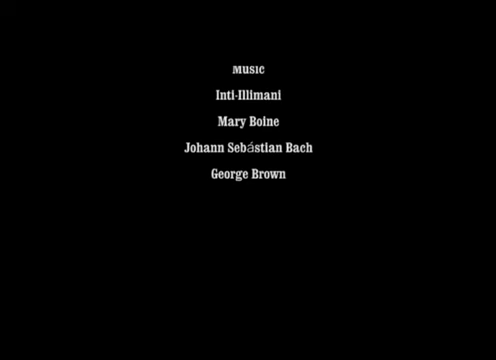 Music
Inti-Illimani
Mary Boine
Johann Sebástian Bach
George Brown